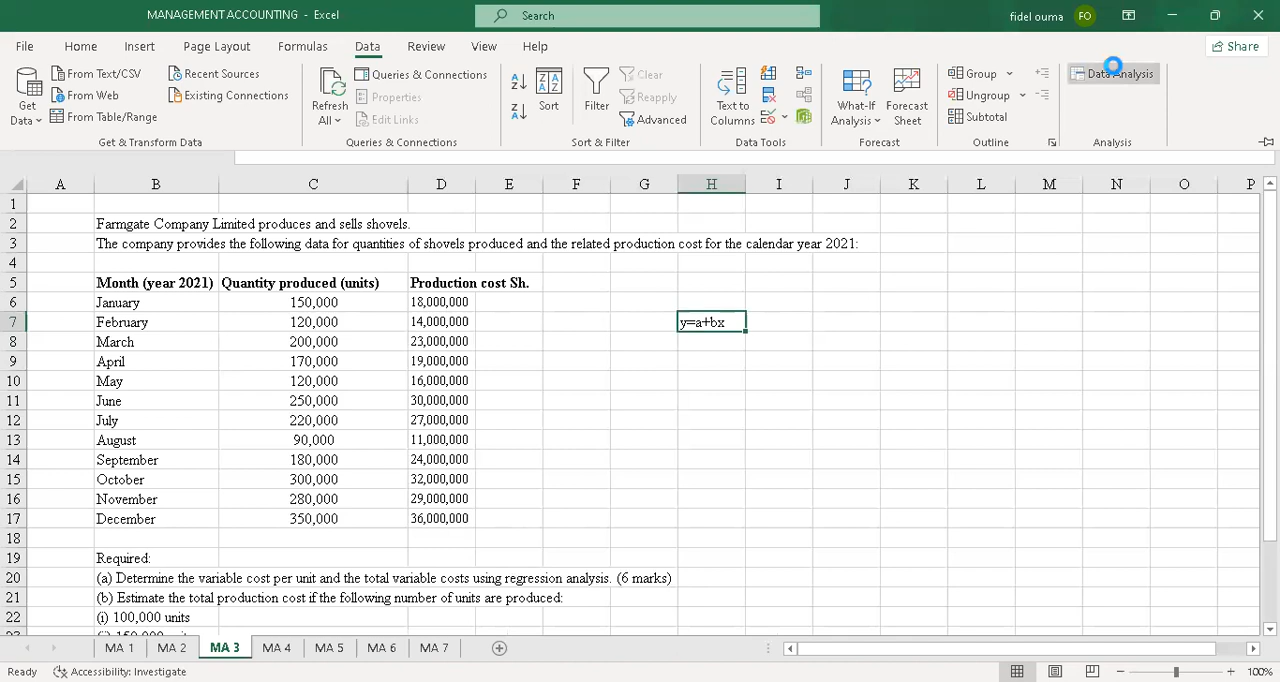 MANAGEMENT ACCOUNTING - Excel
Search
fidel ouma FO
File Home Insert Page Layout Formulas Data Review View Help Share
Get Data
From Text/CSV
From Web
From Table/Range
Recent Sources
Existing Connections
Get & Transform Data
Refresh All
Queries & Connections
Properties
Edit Links
Queries & Connections
Sort
Filter
Clear
Reapply
Advanced
Sort & Filter
Text to Columns
Data Tools
What-If Analysis
Forecast Sheet
Forecast
Group
Ungroup
Subtotal
Outline
Data Analysis
Analysis
A B C D E F G H I J K L M N O P
1
2 Farmgate Company Limited produces and sells shovels.
3 The company provides the following data for quantities of shovels produced and the related production cost for the calendar year 2021:
4
5 Month (year 2021) Quantity produced (units) Production cost Sh.
6 January 150,000 18,000,000
7 February 120,000 14,000,000 y=a+bx
8 March 200,000 23,000,000
9 April 170,000 19,000,000
10 May 120,000 16,000,000
11 June 250,000 30,000,000
12 July 220,000 27,000,000
13 August 90,000 11,000,000
14 September 180,000 24,000,000
15 October 300,000 32,000,000
16 November 280,000 29,000,000
17 December 350,000 36,000,000
18
19 Required:
20 (a) Determine the variable cost per unit and the total variable costs using regression analysis. (6 marks)
21 (b) Estimate the total production cost if the following number of units are produced:
22 (i) 100,000 units
MA 1 MA 2 MA 3 MA 4 MA 5 MA 6 MA 7
Ready Accessibility: Investigate 100%